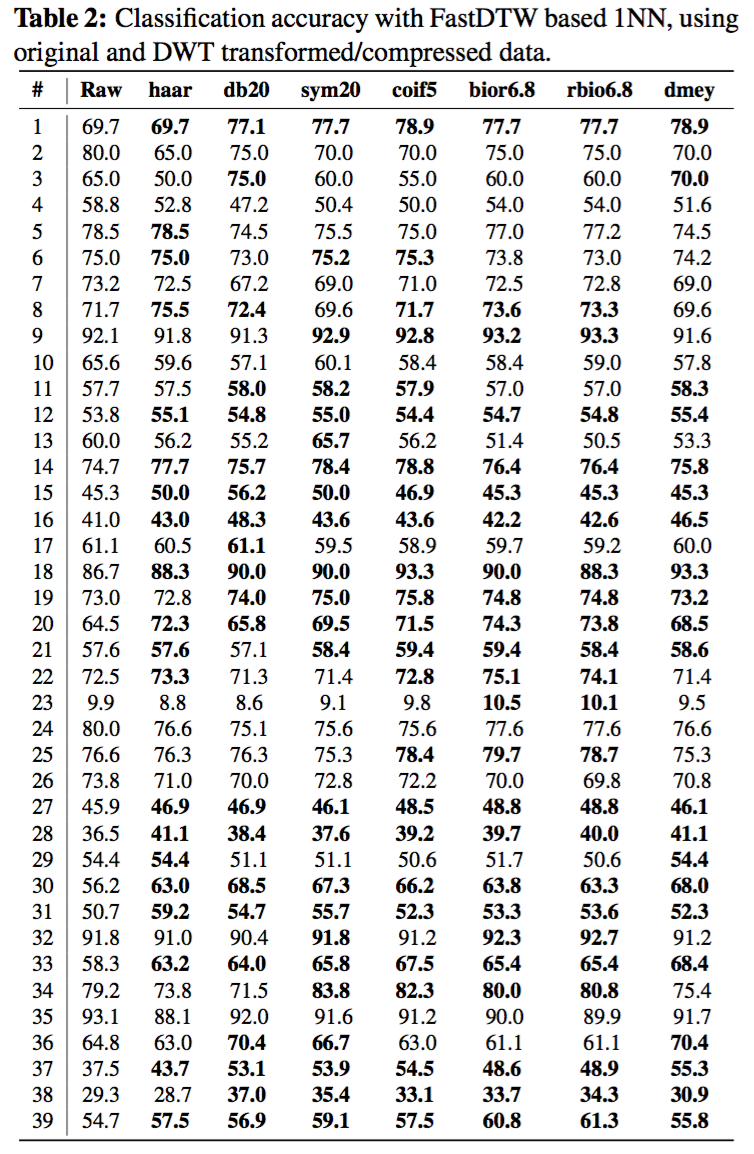 Table 2: Classification accuracy with FastDTW based 1NN, using
original and DWT transformed/compressed data.
# Raw haar db20 sym20 coif5 bior6.8 rbio6.8 dmey
1 69.7 69.7 77.1 77.7 78.9 77.7 77.7 78.9
2 80.0 65.0 75.0 70.0 70.0 75.0 75.0 70.0
3 65.0 50.0 75.0 60.0 55.0 60.0 60.0 70.0
4 58.8 52.8 47.2 50.4 50.0 54.0 54.0 51.6
5 78.5 78.5 74.5 75.5 75.0 77.0 77.2 74.5
6 75.0 75.0 73.0 75.2 75.3 73.8 73.0 74.2
7 73.2 72.5 67.2 69.0 71.0 72.5 72.8 69.0
8 71.7 75.5 72.4 69.6 71.7 73.6 73.3 69.6
9 92.1 91.8 91.3 92.9 92.8 93.2 93.3 91.6
10 65.6 59.6 57.1 60.1 58.4 58.4 59.0 57.8
11 57.7 57.5 58.0 58.2 57.9 57.0 57.0 58.3
12 53.8 55.1 54.8 55.0 54.4 54.7 54.8 55.4
13 60.0 56.2 55.2 65.7 56.2 51.4 50.5 53.3
14 74.7 77.7 75.7 78.4 78.8 76.4 76.4 75.8
15 45.3 50.0 56.2 50.0 46.9 45.3 45.3 45.3
16 41.0 43.0 48.3 43.6 43.6 42.2 42.6 46.5
17 61.1 60.5 61.1 59.5 58.9 59.7 59.2 60.0
18 86.7 88.3 90.0 90.0 93.3 90.0 88.3 93.3
19 73.0 72.8 74.0 75.0 75.8 74.8 74.8 73.2
20 64.5 72.3 65.8 69.5 71.5 74.3 73.8 68.5
21 57.6 57.6 57.1 58.4 59.4 59.4 58.4 58.6
22 72.5 73.3 71.3 71.4 72.8 75.1 74.1 71.4
23 9.9 8.8 8.6 9.1 9.8 10.5 10.1 9.5
24 80.0 76.6 75.1 75.6 75.6 77.6 77.6 76.6
25 76.6 76.3 76.3 75.3 78.4 79.7 78.7 75.3
26 73.8 71.0 70.0 72.8 72.2 70.0 69.8 70.8
27 45.9 46.9 46.9 46.1 48.5 48.8 48.8 46.1
28 36.5 41.1 38.4 37.6 39.2 39.7 40.0 41.1
29 54.4 54.4 51.1 51.1 50.6 51.7 50.6 54.4
30 56.2 63.0 68.5 67.3 66.2 63.8 63.3 68.0
31 50.7 59.2 54.7 55.7 52.3 53.3 53.6 52.3
32 91.8 91.0 90.4 91.8 91.2 92.3 92.7 91.2
33 58.3 63.2 64.0 65.8 67.5 65.4 65.4 68.4
34 79.2 73.8 71.5 83.8 82.3 80.0 80.8 75.4
35 93.1 88.1 92.0 91.6 91.2 90.0 89.9 91.7
36 64.8 63.0 70.4 66.7 63.0 61.1 61.1 70.4
37 37.5 43.7 53.1 53.9 54.5 48.6 48.9 55.3
38 29.3 28.7 37.0 35.4 33.1 33.7 34.3 30.9
39 54.7 57.5 56.9 59.1 57.5 60.8 61.3 55.8